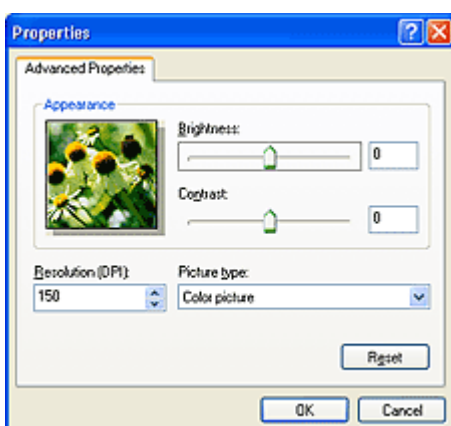 Properties
Advanced Properties
Appearance
Brightness:
0
Contrast:
0
Resolution (DPI):
150
Picture type:
Color picture
Reset
OK
Cancel